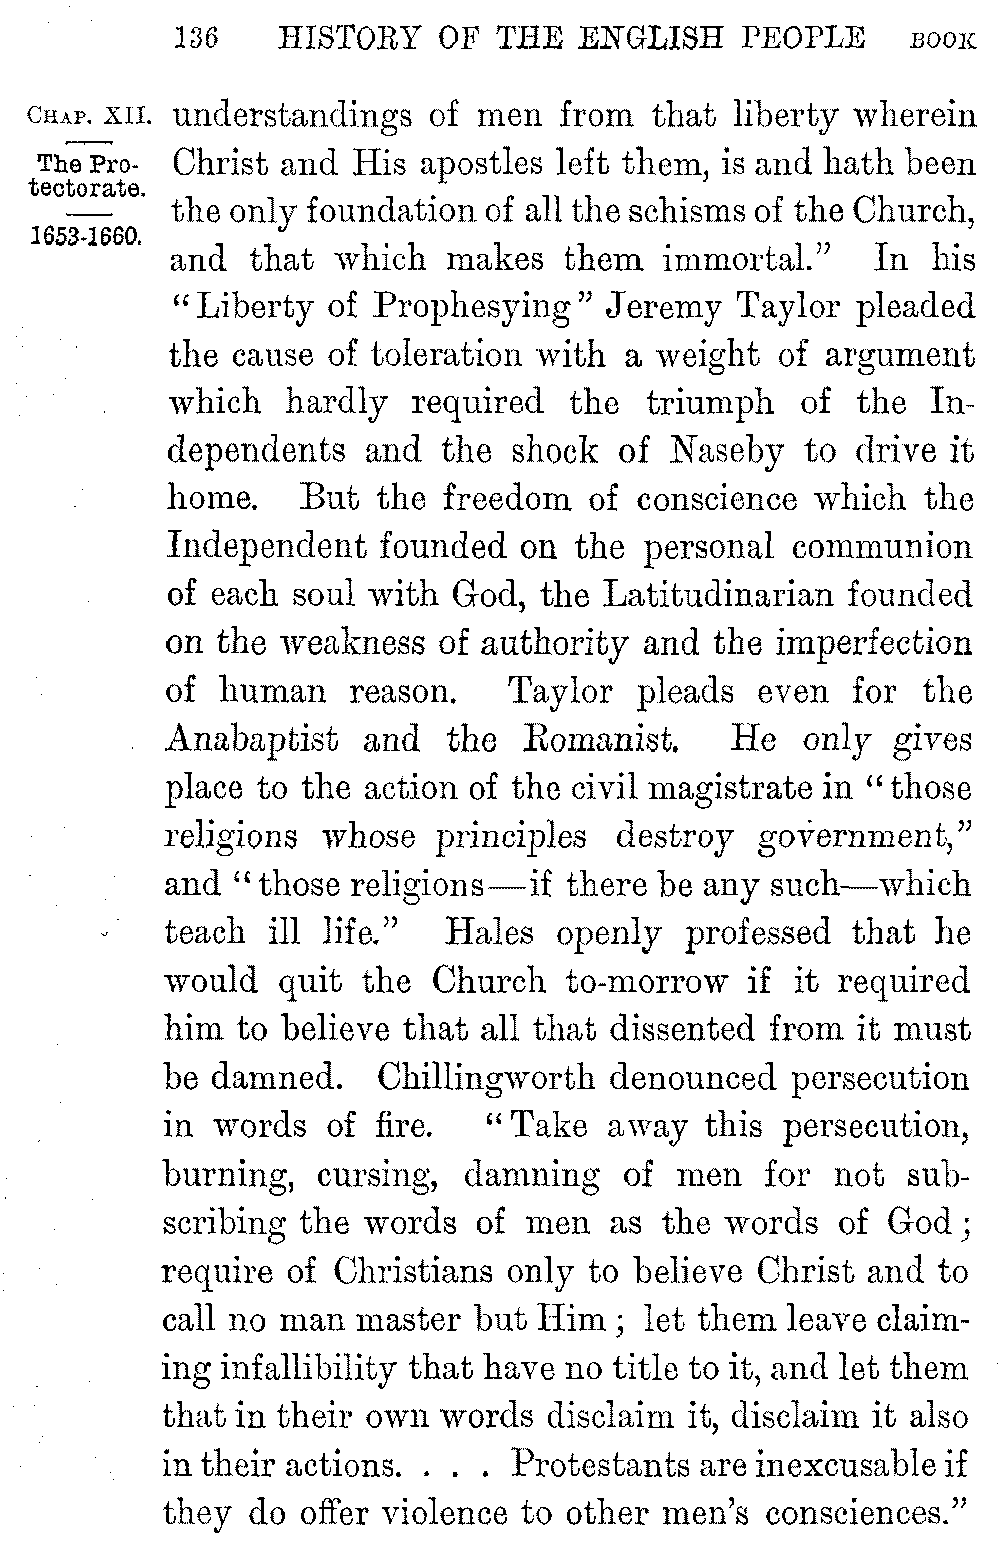 136 HISTORY OF THE ENGLISH PEOPLE BOOK
CHAP. XII.
The Pro-
tectorate.
1653-1660.
understandings of men from that liberty wherein
Christ and His apostles left them, is and hath been
the only foundation of all the schisms of the Church,
and that which makes them immortal.” In his
“Liberty of Prophesying” Jeremy Taylor pleaded
the cause of toleration with a weight of argument
which hardly required the triumph of the In-
dependents and the shock of Naseby to drive it
home. But the freedom of conscience which the
Independent founded on the personal communion
of each soul with God, the Latitudinarian founded
on the weakness of authority and the imperfection
of human reason. Taylor pleads even for the
Anabaptist and the Romanist. He only gives
place to the action of the civil magistrate in “those
religions whose principles destroy government,”
and “those religions—if there be any such—which
teach ill life.” Hales openly professed that he
would quit the Church to-morrow if it required
him to believe that all that dissented from it must
be damned. Chillingworth denounced persecution
in words of fire. “Take away this persecution,
burning, cursing, damning of men for not sub-
scribing the words of men as the words of God;
require of Christians only to believe Christ and to
call no man master but Him; let them leave claim-
ing infallibility that have no title to it, and let them
that in their own words disclaim it, disclaim it also
in their actions. . . . Protestants are inexcusable if
they do offer violence to other men’s consciences.”